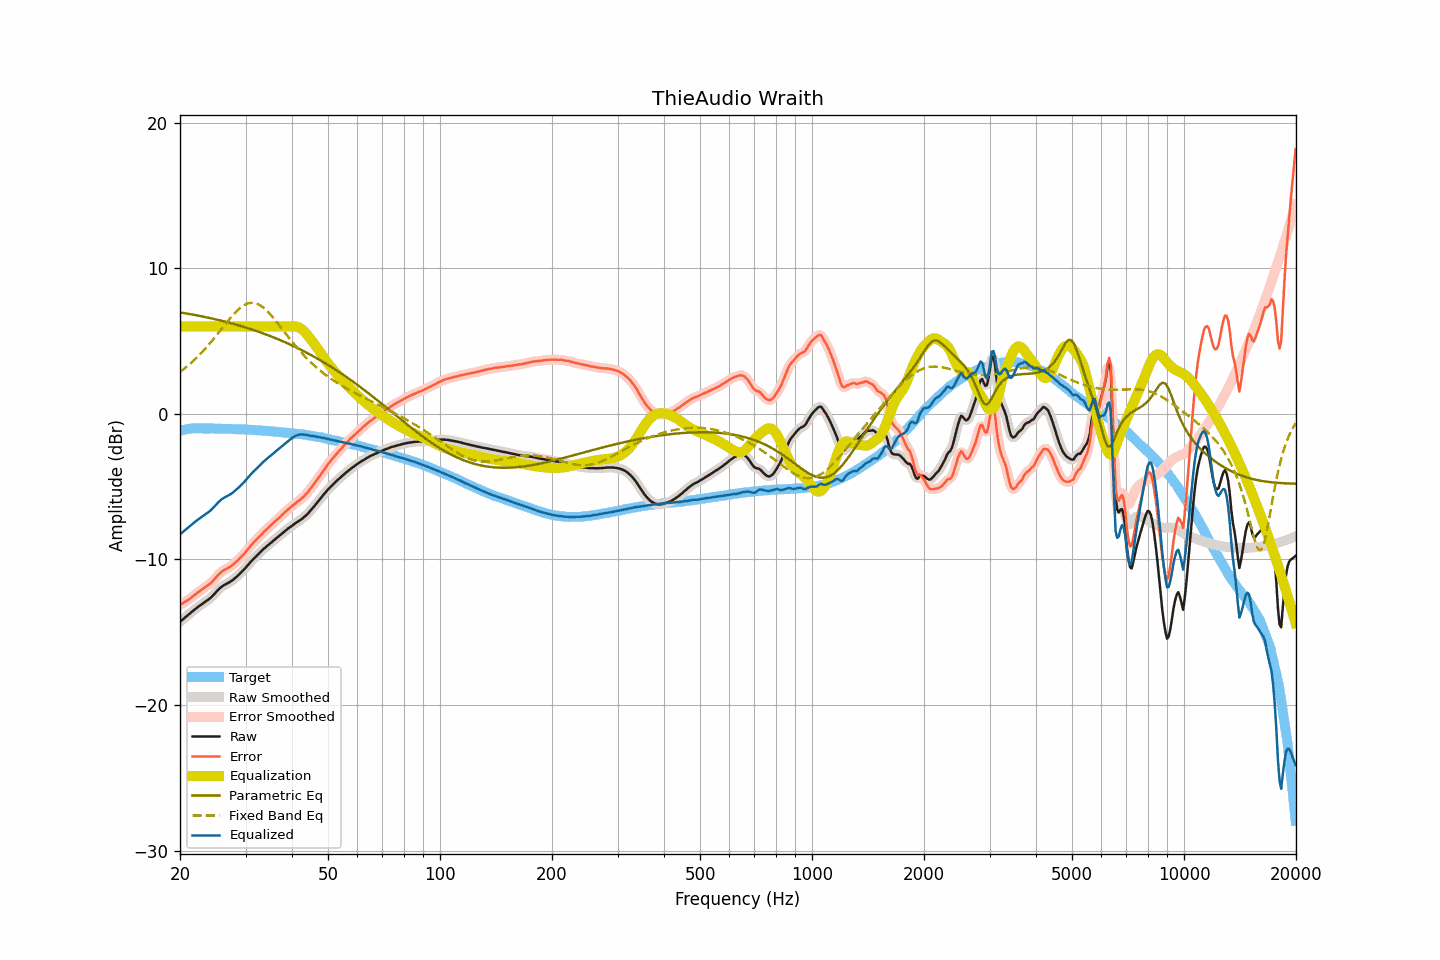 ThieAudio Wraith
20
10
0
−10
−20
−30
Amplitude (dBr)
Target
Raw Smoothed
Error Smoothed
Raw
Error
Equalization
Parametric Eq
Fixed Band Eq
Equalized
20 50 100 200 500 1000 2000 5000 10000 20000
Frequency (Hz)